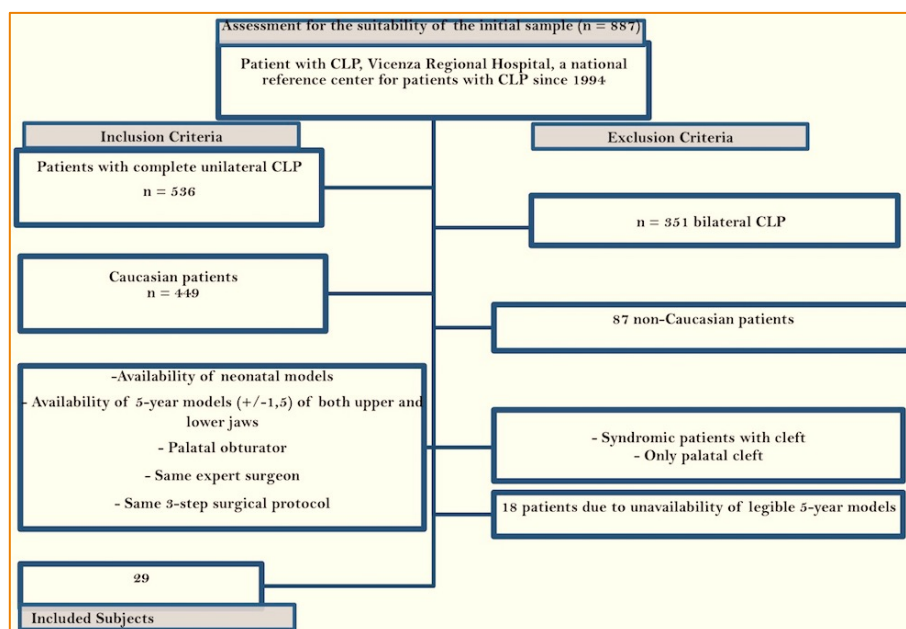 Assessment for the suitability of the initial sample (n = 887)
Patient with CLP, Vicenza Regional Hospital, a national
reference center for patients with CLP since 1994
Inclusion Criteria
Exclusion Criteria
Patients with complete unilateral CLP
n = 536
n = 351 bilateral CLP
Caucasian patients
n = 449
87 non-Caucasian patients
-Availability of neonatal models
- Availability of 5-year models (+/-1,5) of both upper and
lower jaws
- Palatal obturator
- Same expert surgeon
- Same 3-step surgical protocol
- Syndromic patients with cleft
- Only palatal cleft
18 patients due to unavailability of legible 5-year models
29
Included Subjects